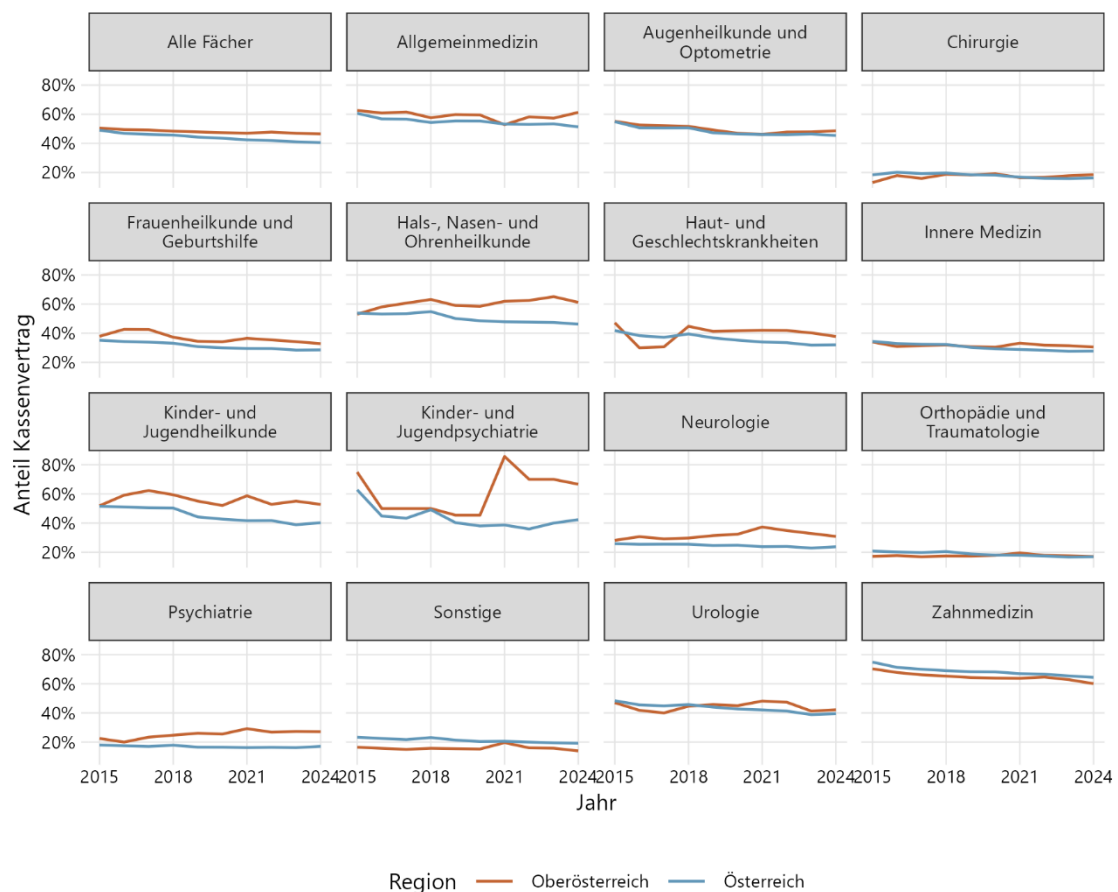 Alle Fächer
Allgemeinmedizin
Augenheilkunde und
Optometrie
Chirurgie
80%
60%
40%
20%
Frauenheilkunde und
Geburtshilfe
Hals-, Nasen- und
Ohrenheilkunde
Haut- und
Geschlechtskrankheiten
Innere Medizin
80%
60%
40%
20%
Kinder- und
Jugendheilkunde
Kinder- und
Jugendpsychiatrie
Neurologie
Orthopädie und
Traumatologie
80%
60%
40%
20%
Psychiatrie
Sonstige
Urologie
Zahnmedizin
80%
60%
40%
20%
Anteil Kassenvertrag
2015 2018 2021 2024
2015 2018 2021 2024
2015 2018 2021 2024
2015 2018 2021 2024
Jahr
Region Oberösterreich Österreich